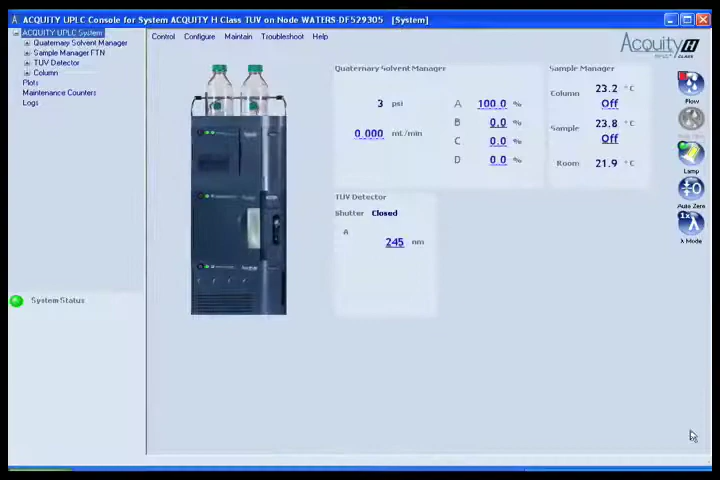 ACQUITY UPLC Console for System ACQUITY H Class TUV on Node WATERS-DF529305 [System]
ACQUITY UPLC System
Quaternary Solvent Manager
Sample Manager FTN
TUV Detector
Column
Plots
Maintenance Counters
Logs
System Status
Control Configure Maintain Troubleshoot Help
Acquity H
CLASS
Quaternary Solvent Manager
3 psi
0.000 mL/min
A 100.0 %
B 0.0 %
C 0.0 %
D 0.0 %
Sample Manager
Column 23.2 °C
Off
Sample 23.8 °C
Off
Room 21.9 °C
TUV Detector
Shutter Closed
A
245 nm
Flow
Lamp
Auto Zero
1x
λ
λ Mode